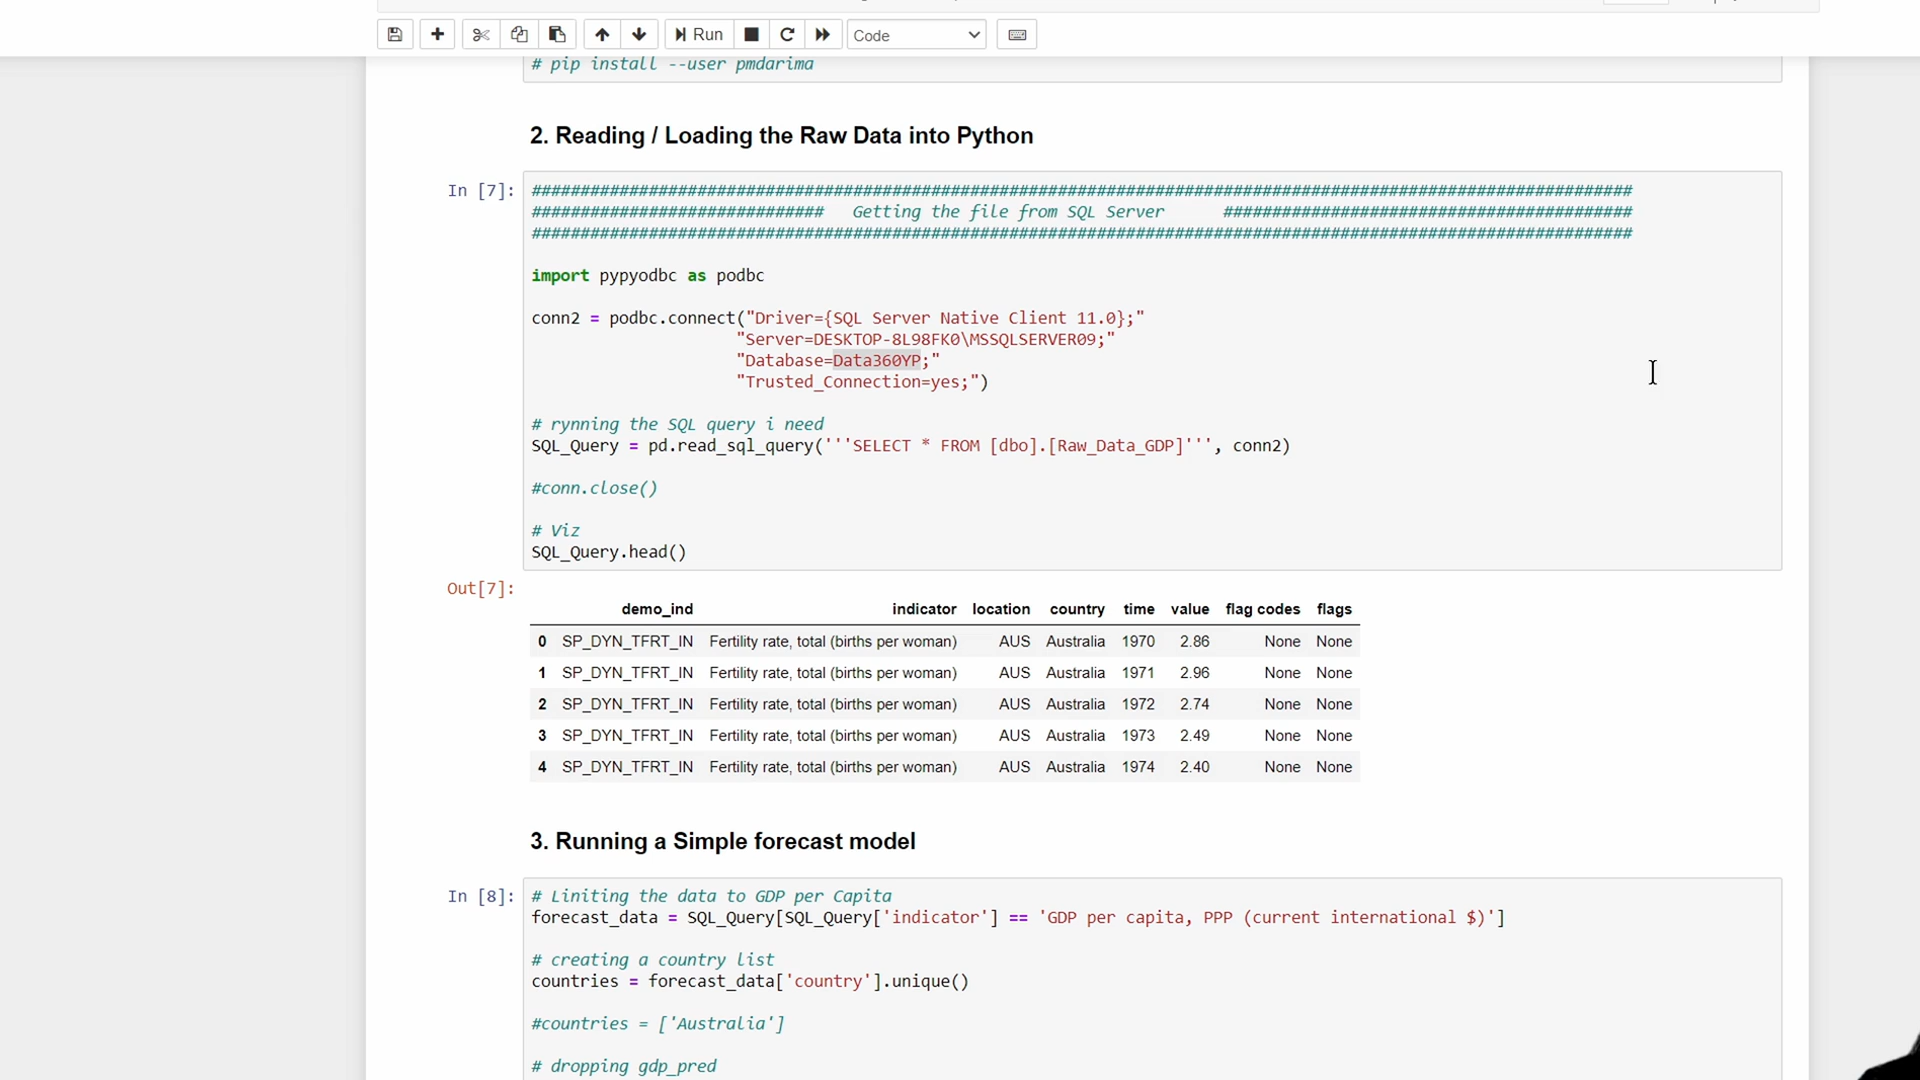 Run
Code
# pip install --user pmdarima
2. Reading / Loading the Raw Data into Python
In [7]:
#################################################################################################################
############################## Getting the file from SQL Server ##########################################
#################################################################################################################
import pypyodbc as podbc
conn2 = podbc.connect("Driver={SQL Server Native Client 11.0};"
"Server=DESKTOP-8L98FK0\MSSQLSERVER09;"
"Database=Data360YP;"
"Trusted_Connection=yes;")
# rynning the SQL query i need
SQL_Query = pd.read_sql_query('''SELECT * FROM [dbo].[Raw_Data_GDP]''', conn2)
#conn.close()
# Viz
SQL_Query.head()
Out[7]:
demo_ind indicator location country time value flag codes flags
0 SP_DYN_TFRT_IN Fertility rate, total (births per woman) AUS Australia 1970 2.86 None None
1 SP_DYN_TFRT_IN Fertility rate, total (births per woman) AUS Australia 1971 2.96 None None
2 SP_DYN_TFRT_IN Fertility rate, total (births per woman) AUS Australia 1972 2.74 None None
3 SP_DYN_TFRT_IN Fertility rate, total (births per woman) AUS Australia 1973 2.49 None None
4 SP_DYN_TFRT_IN Fertility rate, total (births per woman) AUS Australia 1974 2.40 None None
3. Running a Simple forecast model
In [8]:
# Liniting the data to GDP per Capita
forecast_data = SQL_Query[SQL_Query['indicator'] == 'GDP per capita, PPP (current international $)']
# creating a country list
countries = forecast_data['country'].unique()
#countries = ['Australia']
# dropping gdp_pred